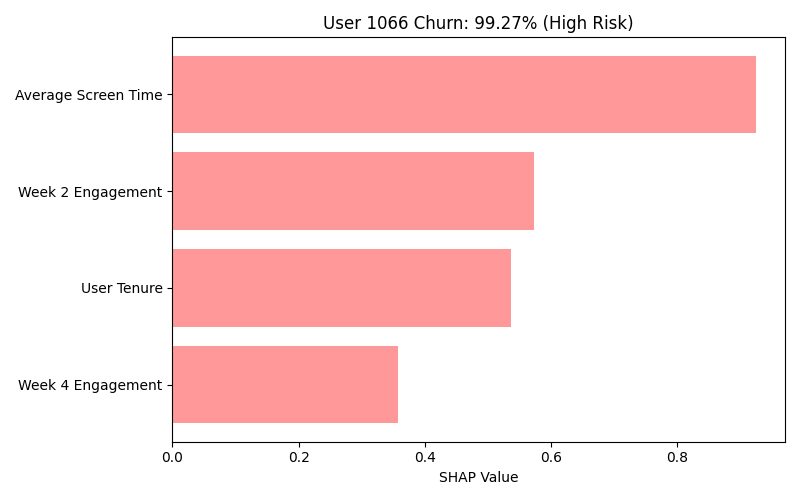 User 1066 Churn: 99.27% (High Risk)
Average Screen Time
Week 2 Engagement
User Tenure
Week 4 Engagement
0.0 0.2 0.4 0.6 0.8
SHAP Value